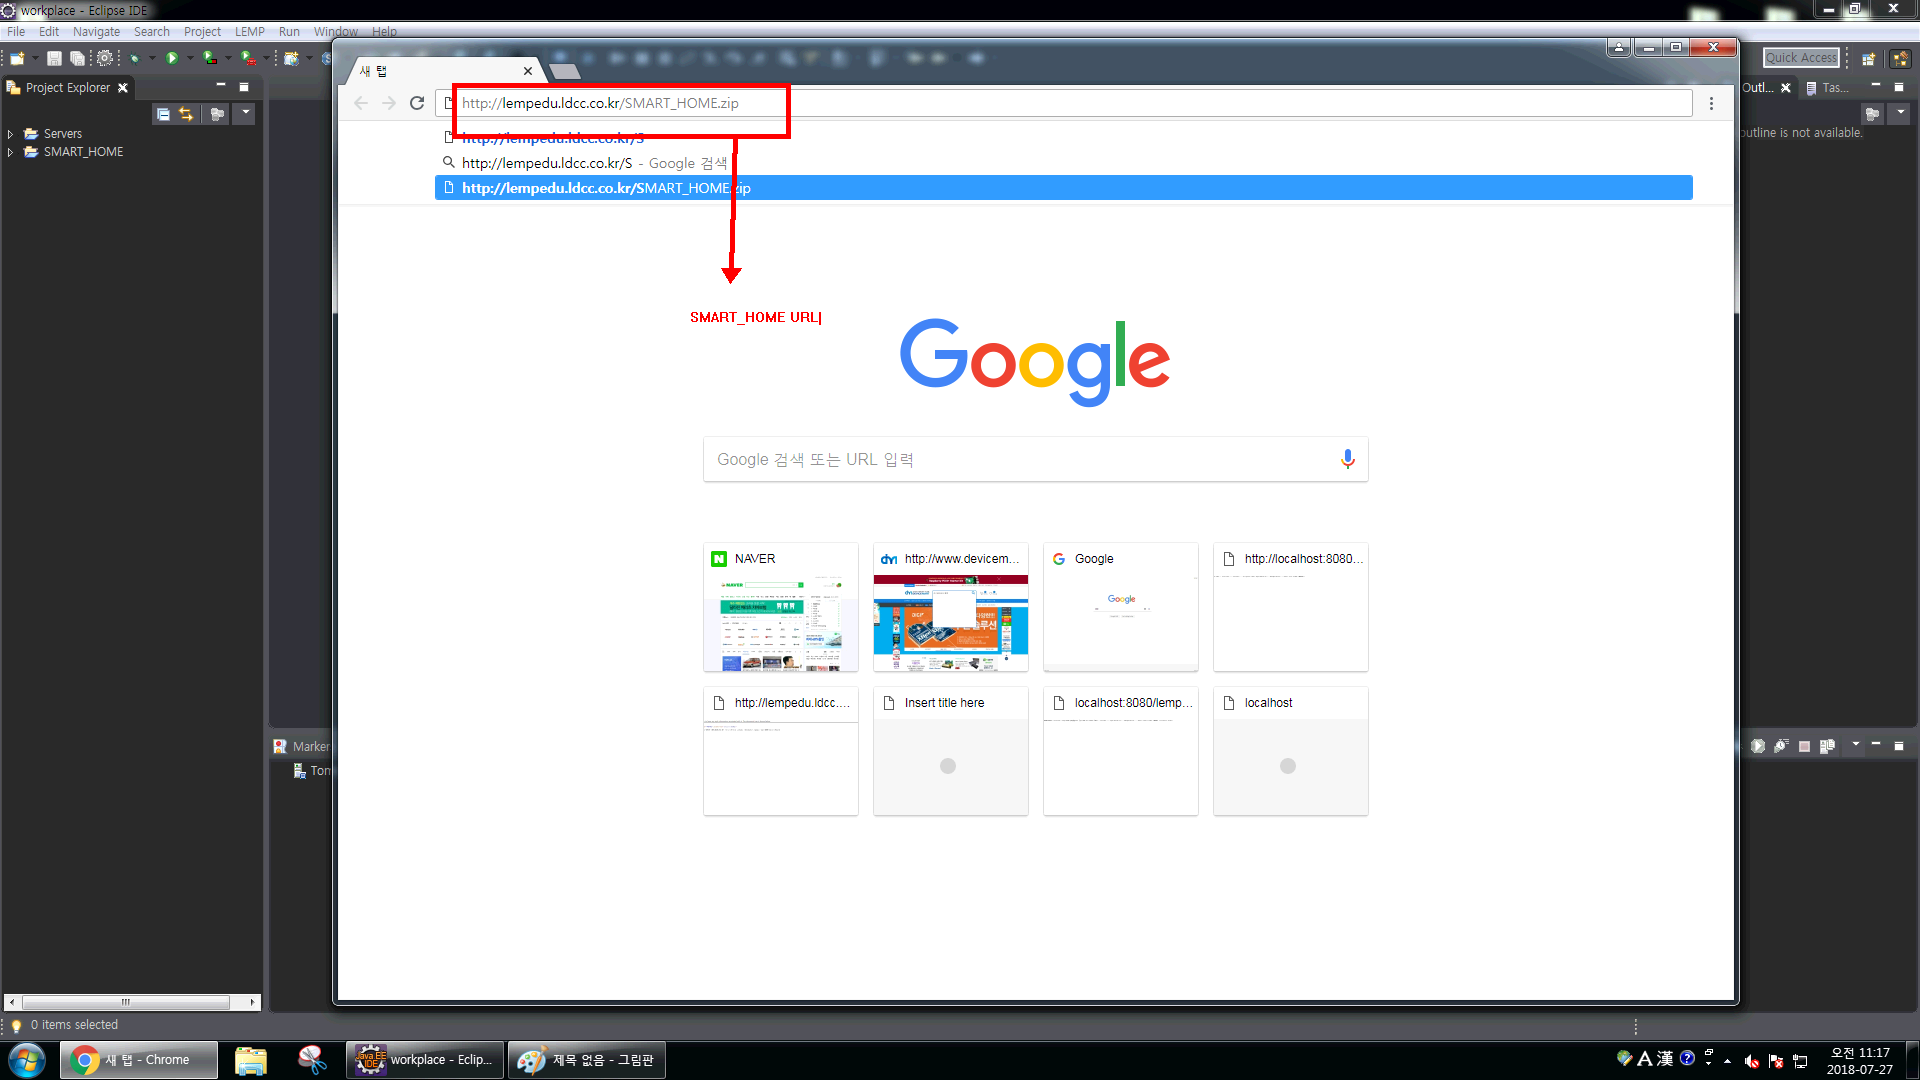 workplace - Eclipse IDE
File Edit Navigate Search Project LEMP Run Window Help
Quick Access
Project Explorer
Servers
SMART_HOME
새 탭
http://lempedu.ldcc.co.kr/SMART_HOME.zip
http://lempedu.ldcc.co.kr/S
http://lempedu.ldcc.co.kr/S - Google 검색
http://lempedu.ldcc.co.kr/SMART_HOME.zip
Outl... Tas...
outline is not available.
SMART_HOME URL
Google
Google 검색 또는 URL 입력
NAVER
http://www.devicem...
Google
http://localhost:8080...
http://lempedu.ldcc....
Insert title here
localhost:8080/lemp...
localhost
Marker
Tom
0 items selected
새 탭 - Chrome
workplace - Eclip...
제목 없음 - 그림판
A 漢
오전 11:17
2018-07-27